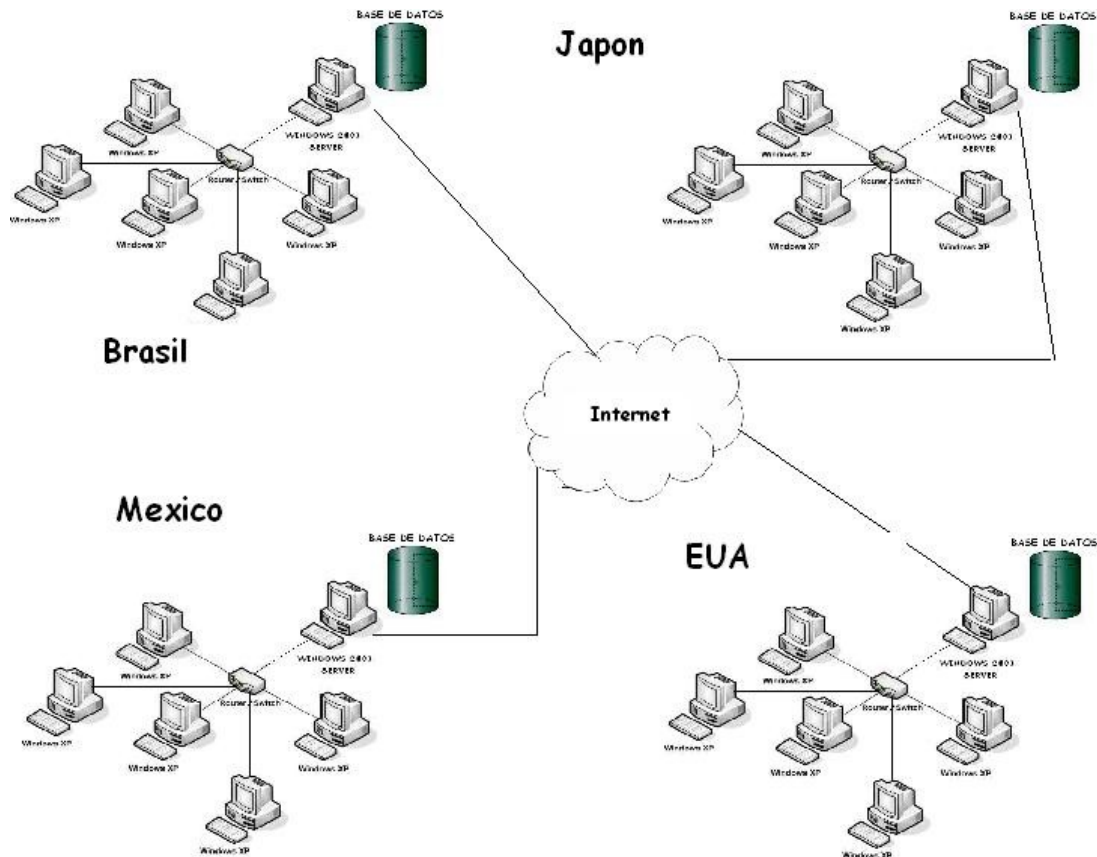 BASE DE DATOS
Windows XP
WINDOWS 2003
SERVER
Router / Switch
Windows XP
Windows XP
Windows XP
Brasil
Japon
BASE DE DATOS
Windows XP
WINDOWS 2003
SERVER
Router / Switch
Windows XP
Windows XP
Windows XP
Windows XP
Internet
Mexico
BASE DE DATOS
Windows XP
WINDOWS 2003
SERVER
Router / Switch
Windows XP
Windows XP
Windows XP
Windows XP
EUA
BASE DE DATOS
Windows XP
WINDOWS 2003
SERVER
Router / Switch
Windows XP
Windows XP
Windows XP
Windows XP